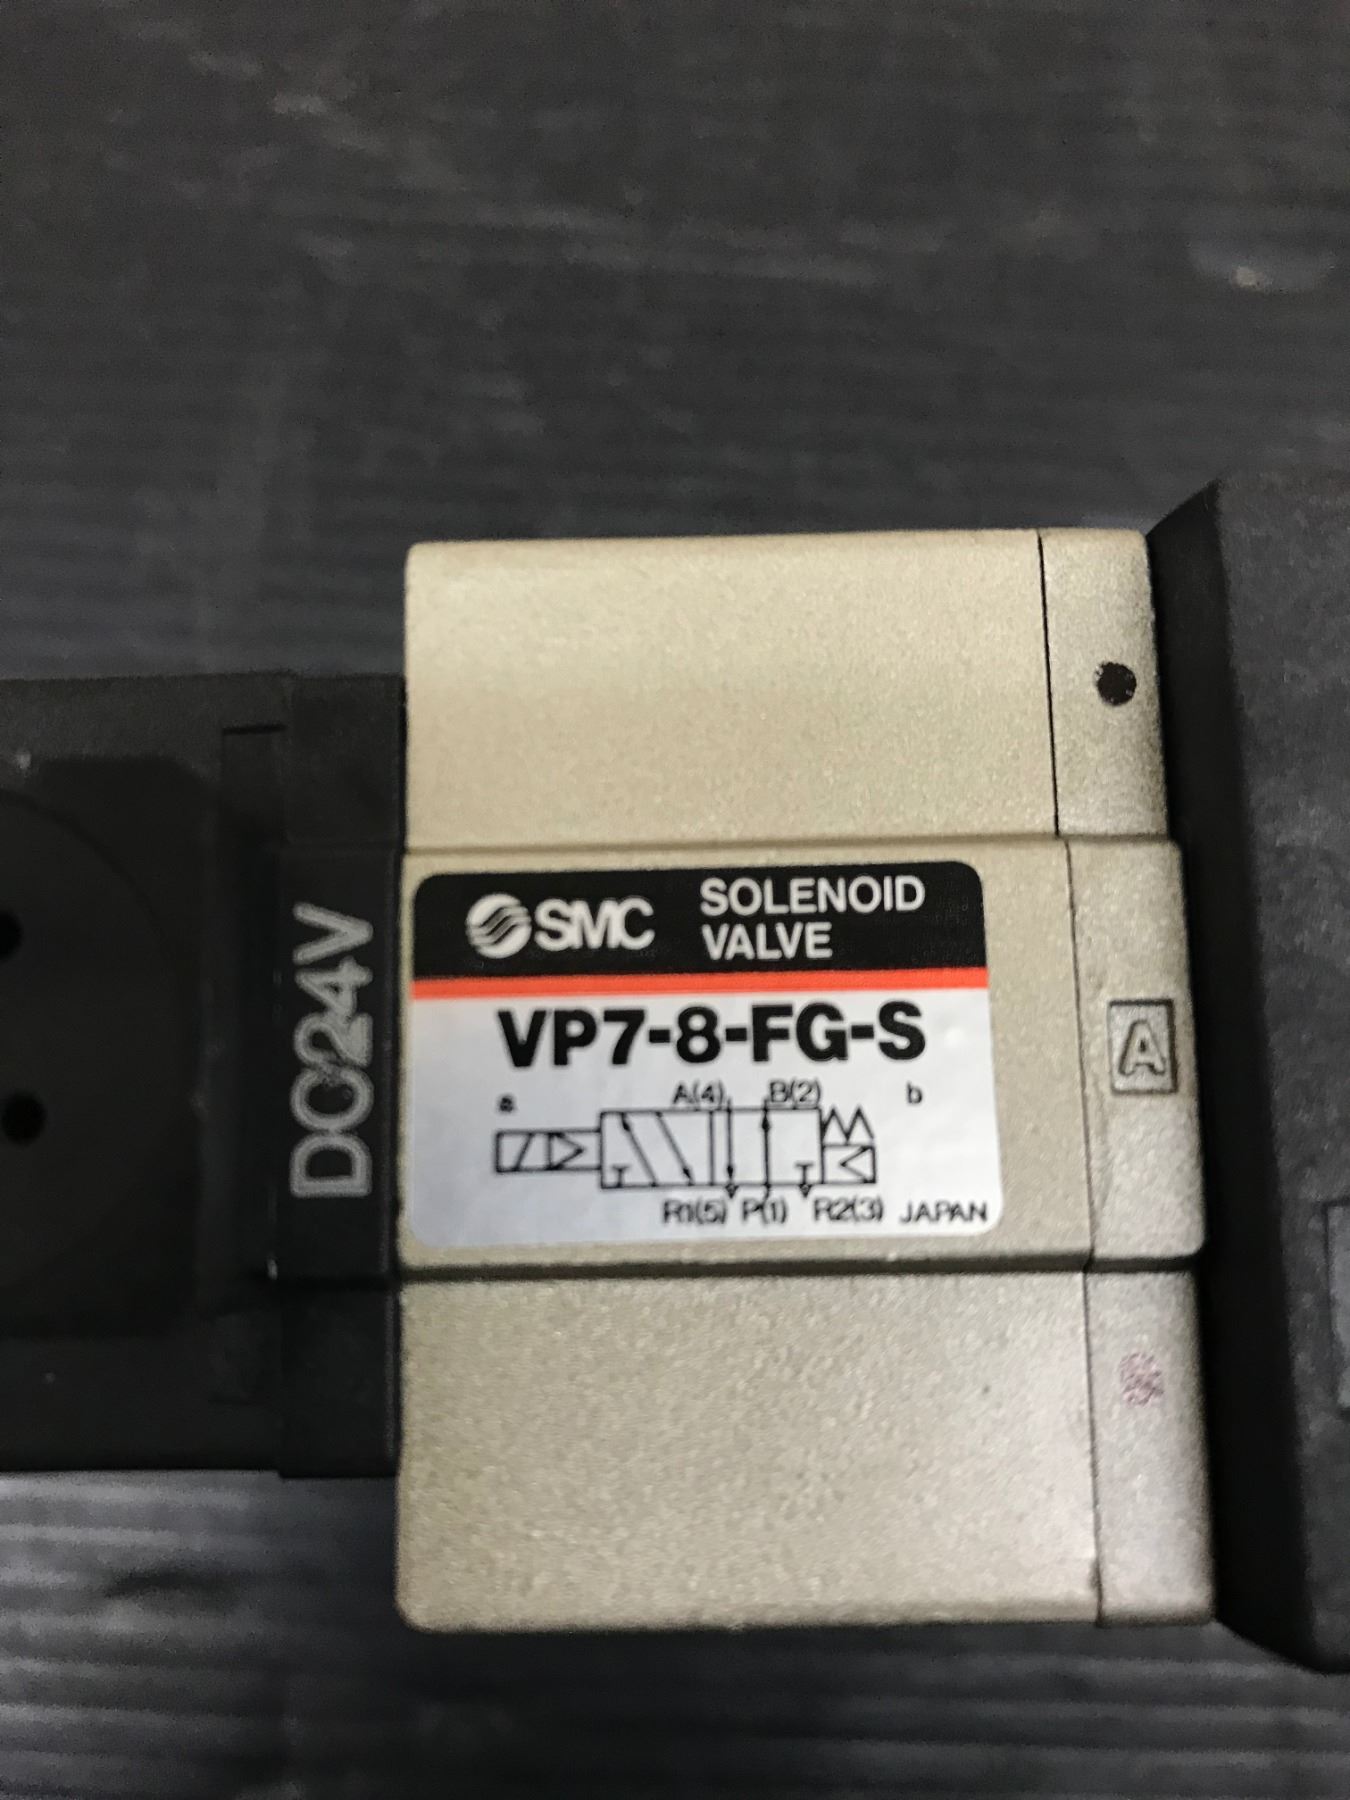 SMC
SOLENOID
VALVE
VP7-8-FG-S
a A(4) B(2) b
R1(5) P(1) R2(3) JAPAN
DC24V
A